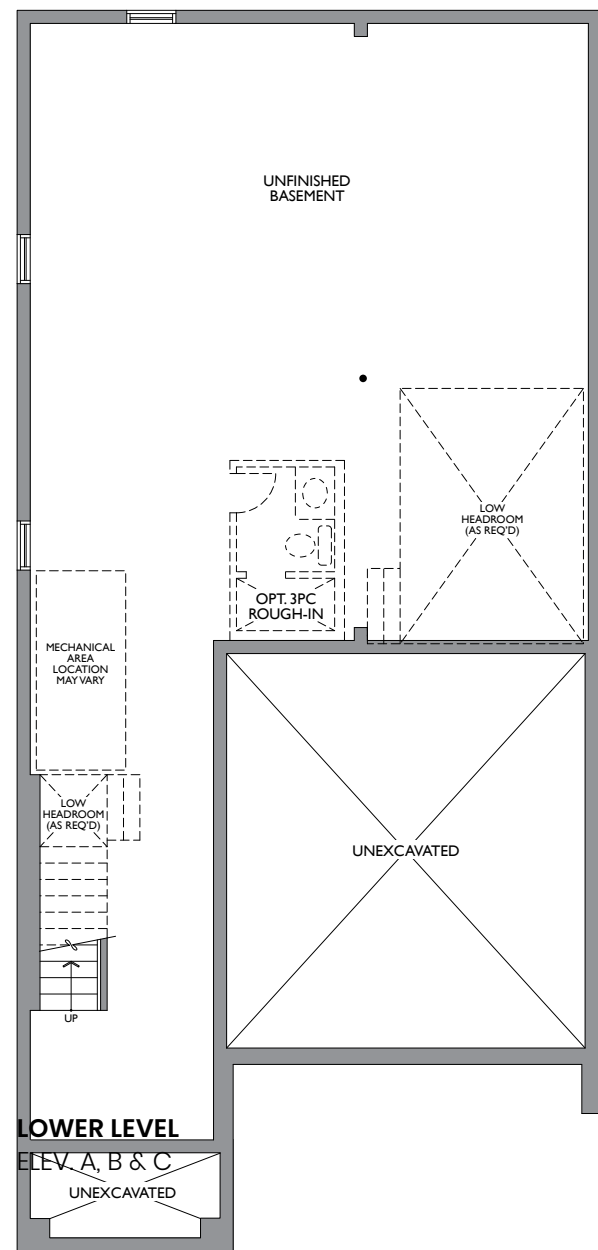 UNFINISHED
BASEMENT
LOW
HEADROOM
(AS REQ'D)
OPT. 3PC
ROUGH-IN
MECHANICAL
AREA
LOCATION
MAY VARY
LOW
HEADROOM
(AS REQ'D)
UNEXCAVATED
UP
LOWER LEVEL
ELEV. A, B & C
UNEXCAVATED